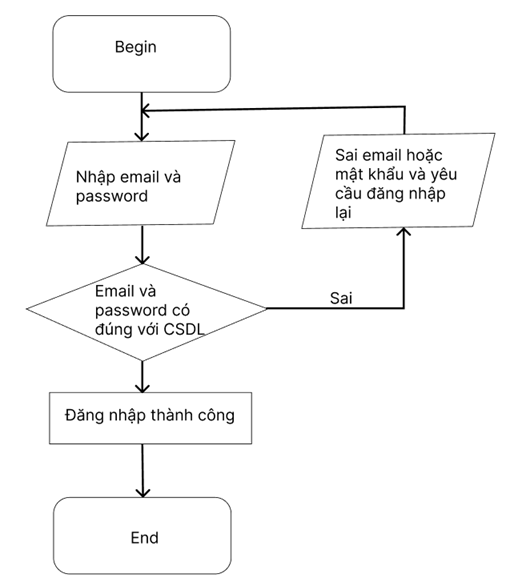 Begin
Nhập email và
password
Sai email hoặc
mật khẩu và yêu
cầu đăng nhập
lại
Email và
password có
đúng với CSDL
Sai
Đăng nhập thành công
End